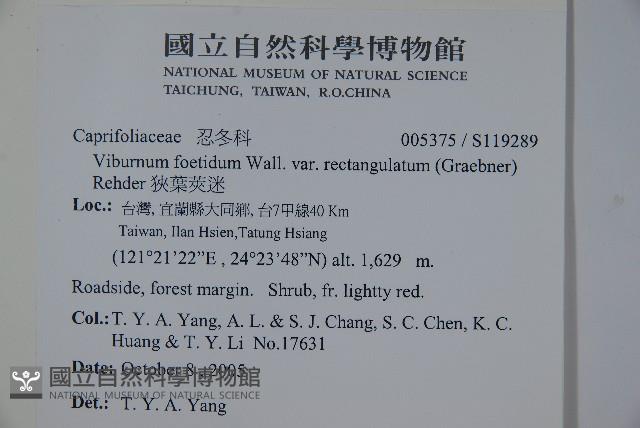 國立自然科學博物館
NATIONAL MUSEUM OF NATURAL SCIENCE
TAICHUNG, TAIWAN, R.O.CHINA
Caprifoliaceae 忍冬科 005375 / S119289
Viburnum foetidum Wall. var. rectangulatum (Graebner)
Rehder 狹葉莢迷
Loc.: 台灣, 宜蘭縣大同鄉, 台7甲線40 Km
Taiwan, Ilan Hsien,Tatung Hsiang
(121°21'22”E , 24°23'48”N) alt. 1,629 m.
Roadside, forest margin. Shrub, fr. lightty red.
Col.: T. Y. A. Yang, A. L. & S. J. Chang, S. C. Chen, K. C.
Huang & T. Y. Li No.17631
Date: October 8, 2005
國立自然科學博物館
NATIONAL MUSEUM OF NATURAL SCIENCE
Det.: T. Y. A. Yang